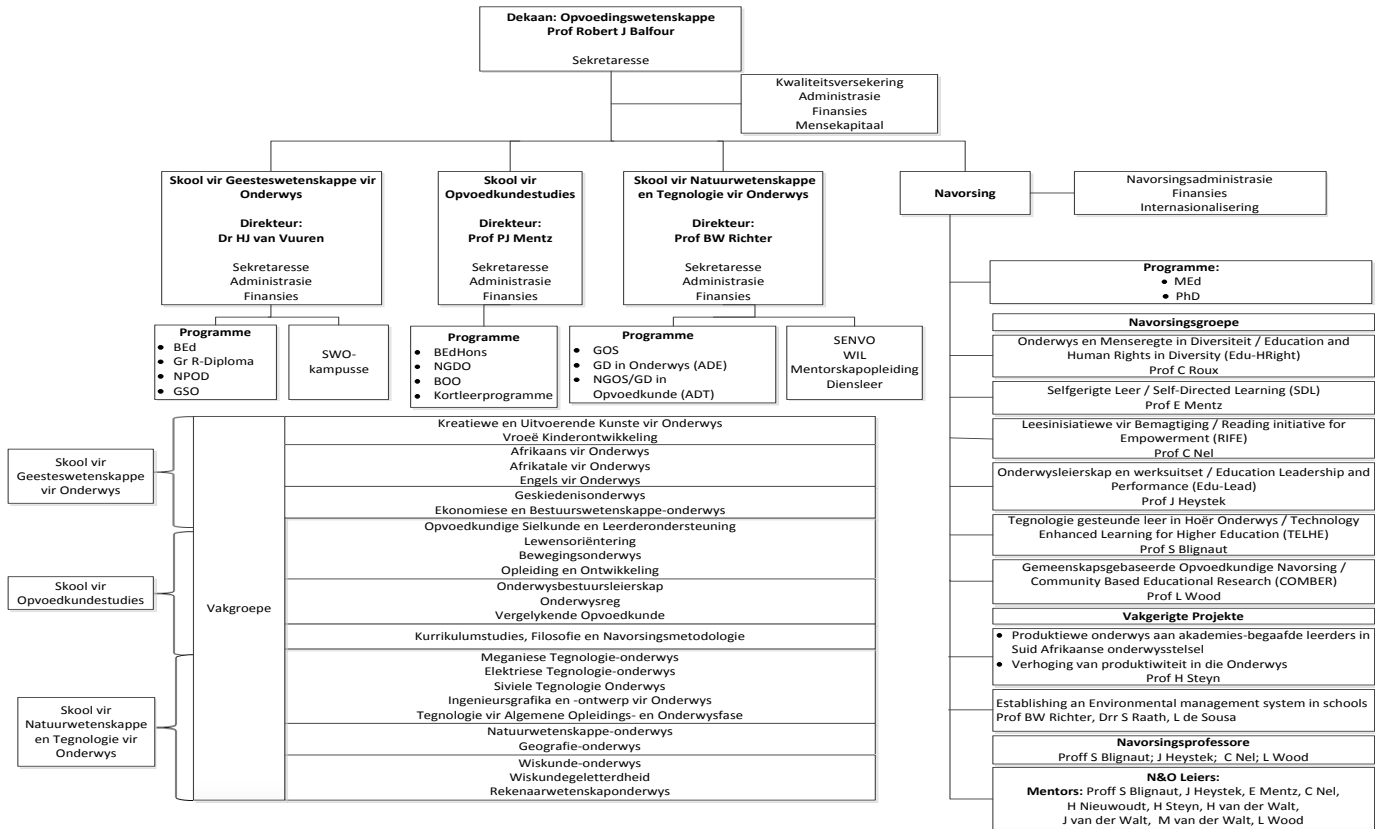 Dekaan: Opvoedingswetenskappe
Prof Robert J Balfour
Sekretaresse
Kwaliteitsversekering
Administrasie
Finansies
Mensekapitaal
Skool vir Geesteswetenskappe vir
Onderwys
Direkteur:
Dr HJ van Vuuren
Sekretaresse
Administrasie
Finansies
Skool vir
Opvoedkundestudies
Direkteur:
Prof PJ Mentz
Sekretaresse
Administrasie
Finansies
Skool vir Natuurwetenskappe
en Tegnologie vir Onderwys
Direkteur:
Prof BW Richter
Sekretaresse
Administrasie
Finansies
Navorsing
Navorsingsadministrasie
Finansies
Internasionalisering
Programme
• BEd
• Gr R-Diploma
• NPOD
• GSO
SWO-
kampusse
Programme
• BEdHons
• NGDO
• BOO
• Kortleerprogramme
Programme
• GOS
• GD in Onderwys (ADE)
• NGOS/GD in
Opvoedkunde (ADT)
SENVO
WIL
Mentorskapopleiding
Diensleer
Skool vir
Geesteswetenskappe
vir Onderwys
Skool vir
Opvoedkundestudies
Skool vir
Natuurwetenskappe
en Tegnologie vir
Onderwys
Vakgroepe
Kreatiewe en Uitvoerende Kunste vir Onderwys
Vroeë Kinderontwikkeling
Afrikaans vir Onderwys
Afrikatale vir Onderwys
Engels vir Onderwys
Geskiedenisonderwys
Ekonomiese en Bestuurswetenskappe-onderwys
Opvoedkundige Sielkunde en Leerderondersteuning
Lewensoriëntering
Bewegingsonderwys
Opleiding en Ontwikkeling
Onderwysbestuursleierskap
Onderwysreg
Vergelykende Opvoedkunde
Kurrikulumstudies, Filosofie en Navorsingsmetodologie
Meganiese Tegnologie-onderwys
Elektriese Tegnologie-onderwys
Siviele Tegnologie Onderwys
Ingenieursgrafika en -ontwerp vir Onderwys
Tegnologie vir Algemene Opleidings- en Onderwysfase
Natuurwetenskappe-onderwys
Geografie-onderwys
Wiskunde-onderwys
Wiskundegeletterdheid
Rekenaarwetenskaponderwys
Programme:
• MEd
• PhD
Navorsingsgroepe
Onderwys en Menseregte in Diversiteit / Education and
Human Rights in Diversity (Edu-HRight)
Prof C Roux
Selfgerigte Leer / Self-Directed Learning (SDL)
Prof E Mentz
Leesinisiatiewe vir Bemagtiging / Reading initiative for
Empowerment (RIFE)
Prof C Nel
Onderwysleierskap en werksuitset / Education Leadership and
Performance (Edu-Lead)
Prof J Heystek
Tegnologie gesteunde leer in Hoër Onderwys / Technology
Enhanced Learning for Higher Education (TELHE)
Prof S Blignaut
Gemeenskapsgebaseerde Opvoedkundige Navorsing /
Community Based Educational Research (COMBER)
Prof L Wood
Vakgerigte Projekte
• Produktiewe onderwys aan akademies-begaafde leerders in
Suid Afrikaanse onderwysstelsel
• Verhoging van produktiwiteit in die Onderwys
Prof H Steyn
Establishing an Environmental management system in schools
Prof BW Richter, Drr S Raath, L de Sousa
Navorsingsprofessore
Proff S Blignaut; J Heystek; C Nel; L Wood
N&O Leiers:
Mentors: Proff S Blignaut, J Heystek, E Mentz, C Nel,
H Nieuwoudt, H Steyn, H van der Walt,
J van der Walt, M van der Walt, L Wood